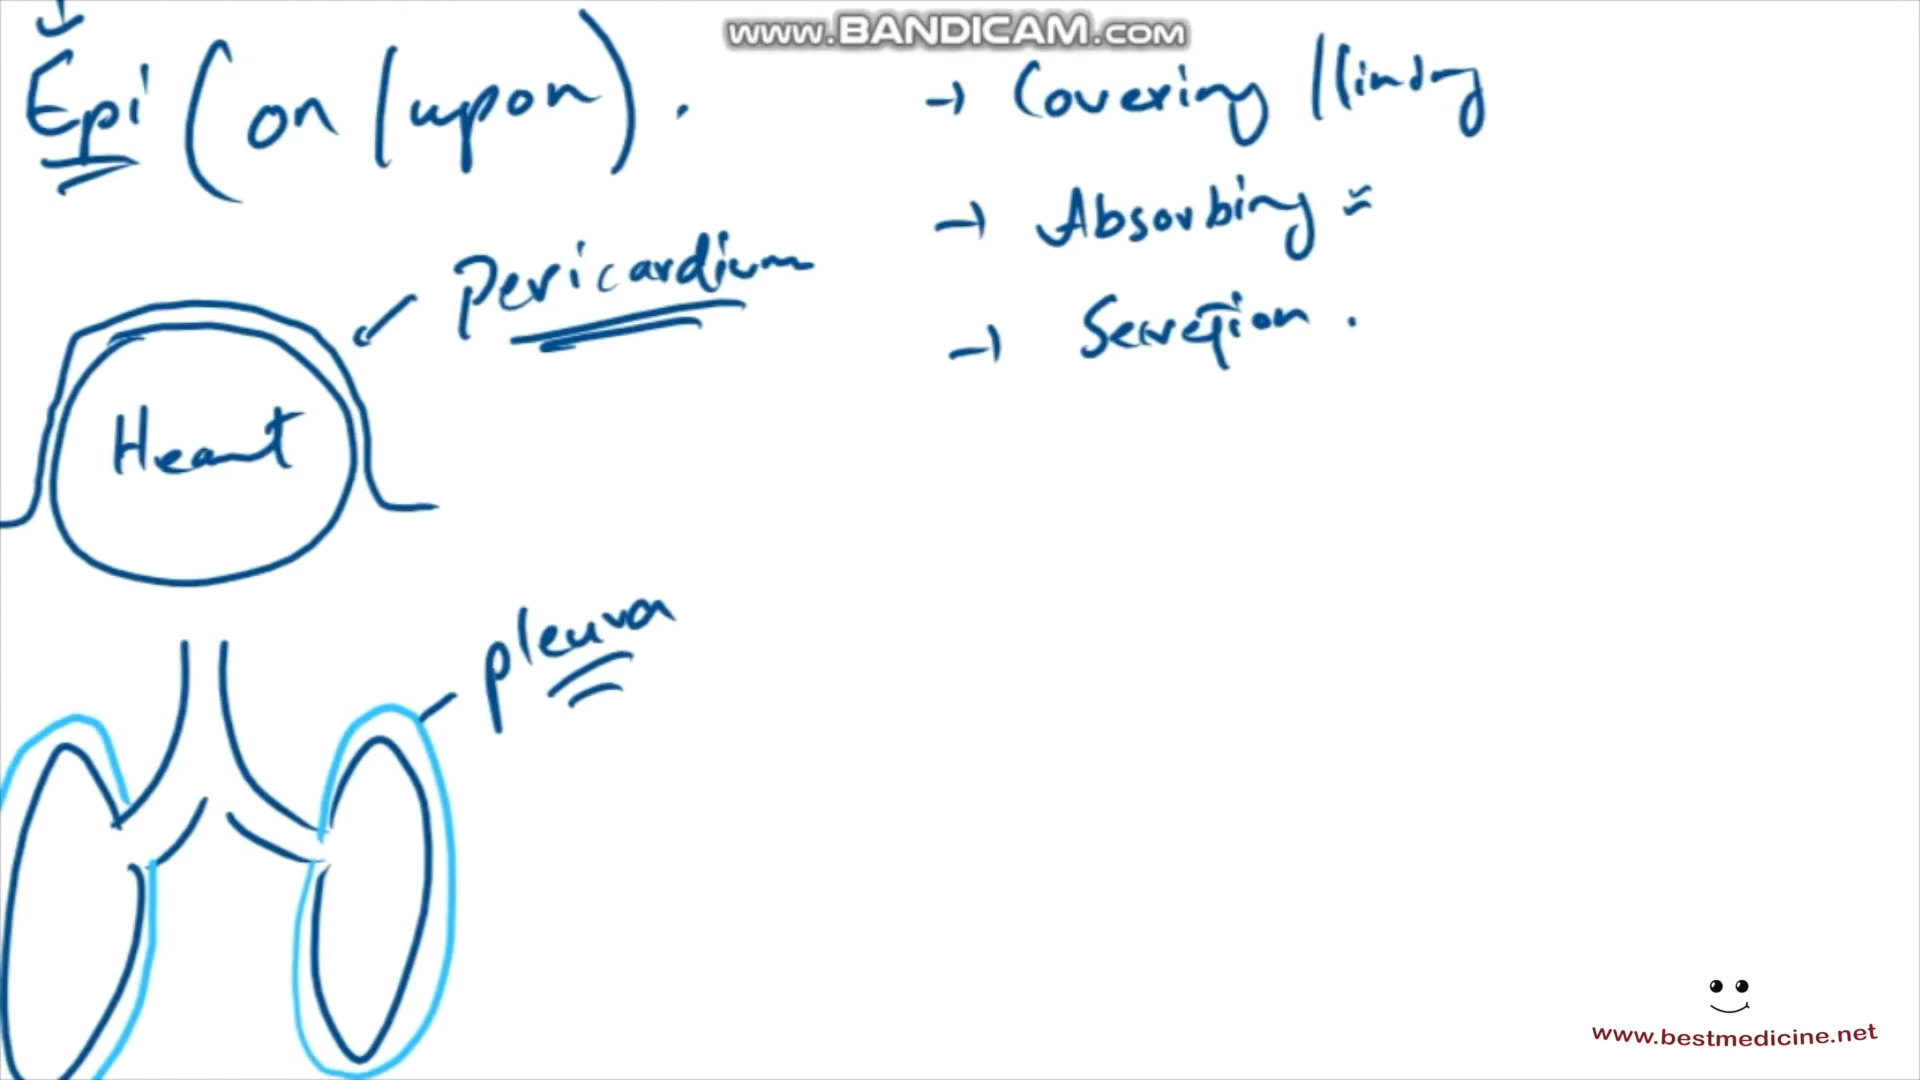 www.BANDICAM.com
Epi (on / upon).
→ Covering / lining
→ Absorbing
→ Secretion.
Pericardium
Heart
pleura
www.bestmedicine.net